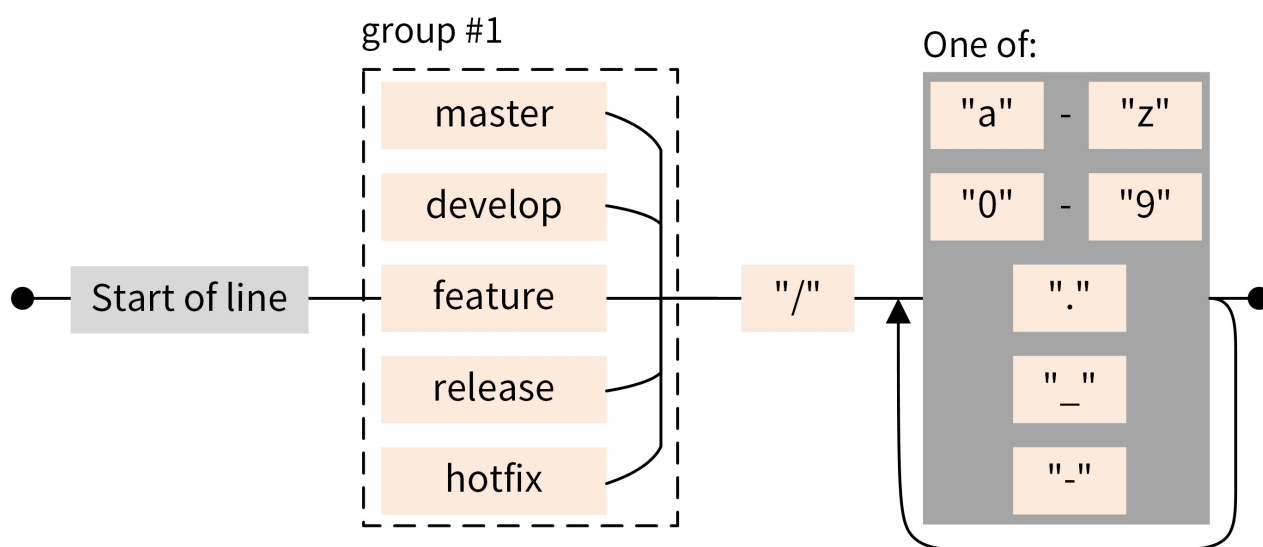 group #1
One of:
master
"a" - "z"
develop
"0" - "9"
Start of line
feature
"/"
"."
release
"_"
hotfix
"-"